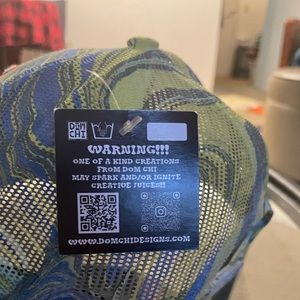 DOM
CHI
WARNING!!!
ONE OF A KIND CREATIONS
FROM DOM CHI
MAY SPARK AND/OR IGNITE
CREATIVE JUICES!!
WWW.DOMCHIDESIGNS.COM